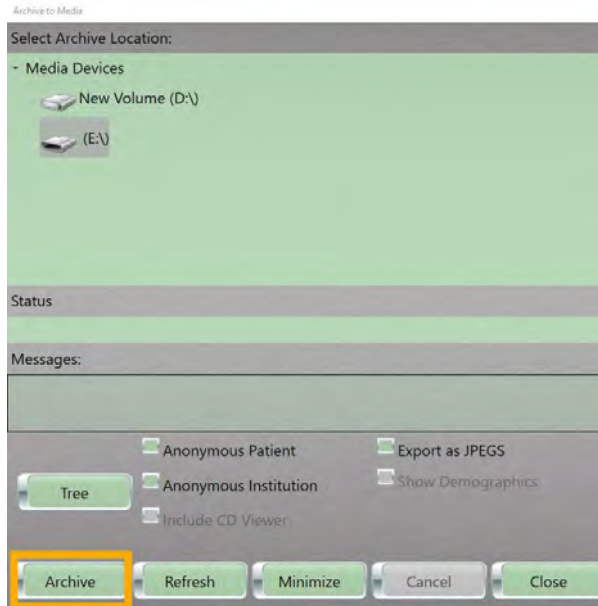 Archive to Media
Select Archive Location:
Media Devices
New Volume (D:\)
(E:\)
Status
Messages:
Anonymous Patient
Export as JPEGS
Tree
Anonymous Institution
Show Demographics
Include CD Viewer
Archive
Refresh
Minimize
Cancel
Close